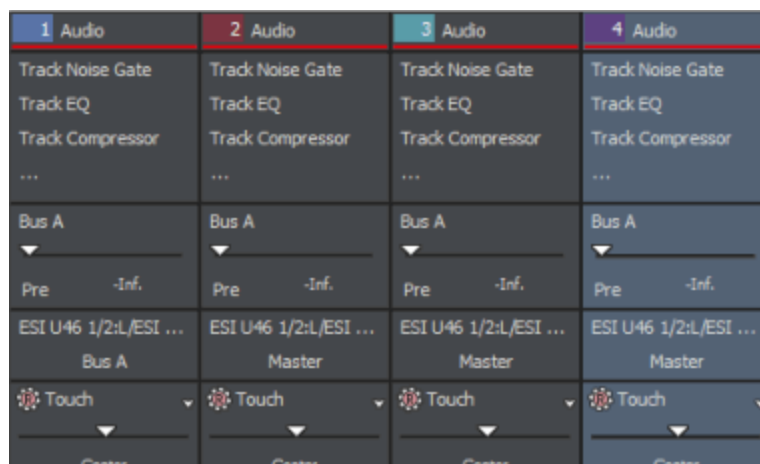 1 Audio 2 Audio 3 Audio 4 Audio
Track Noise Gate Track Noise Gate Track Noise Gate Track Noise Gate
Track EQ Track EQ Track EQ Track EQ
Track Compressor Track Compressor Track Compressor Track Compressor
... ... ... ...
Bus A Bus A Bus A Bus A
Pre -Inf. Pre -Inf. Pre -Inf. Pre -Inf.
ESI U46 1/2:L/ESI ... ESI U46 1/2:L/ESI ... ESI U46 1/2:L/ESI ... ESI U46 1/2:L/ESI ...
Bus A Master Master Master
Touch Touch Touch Touch